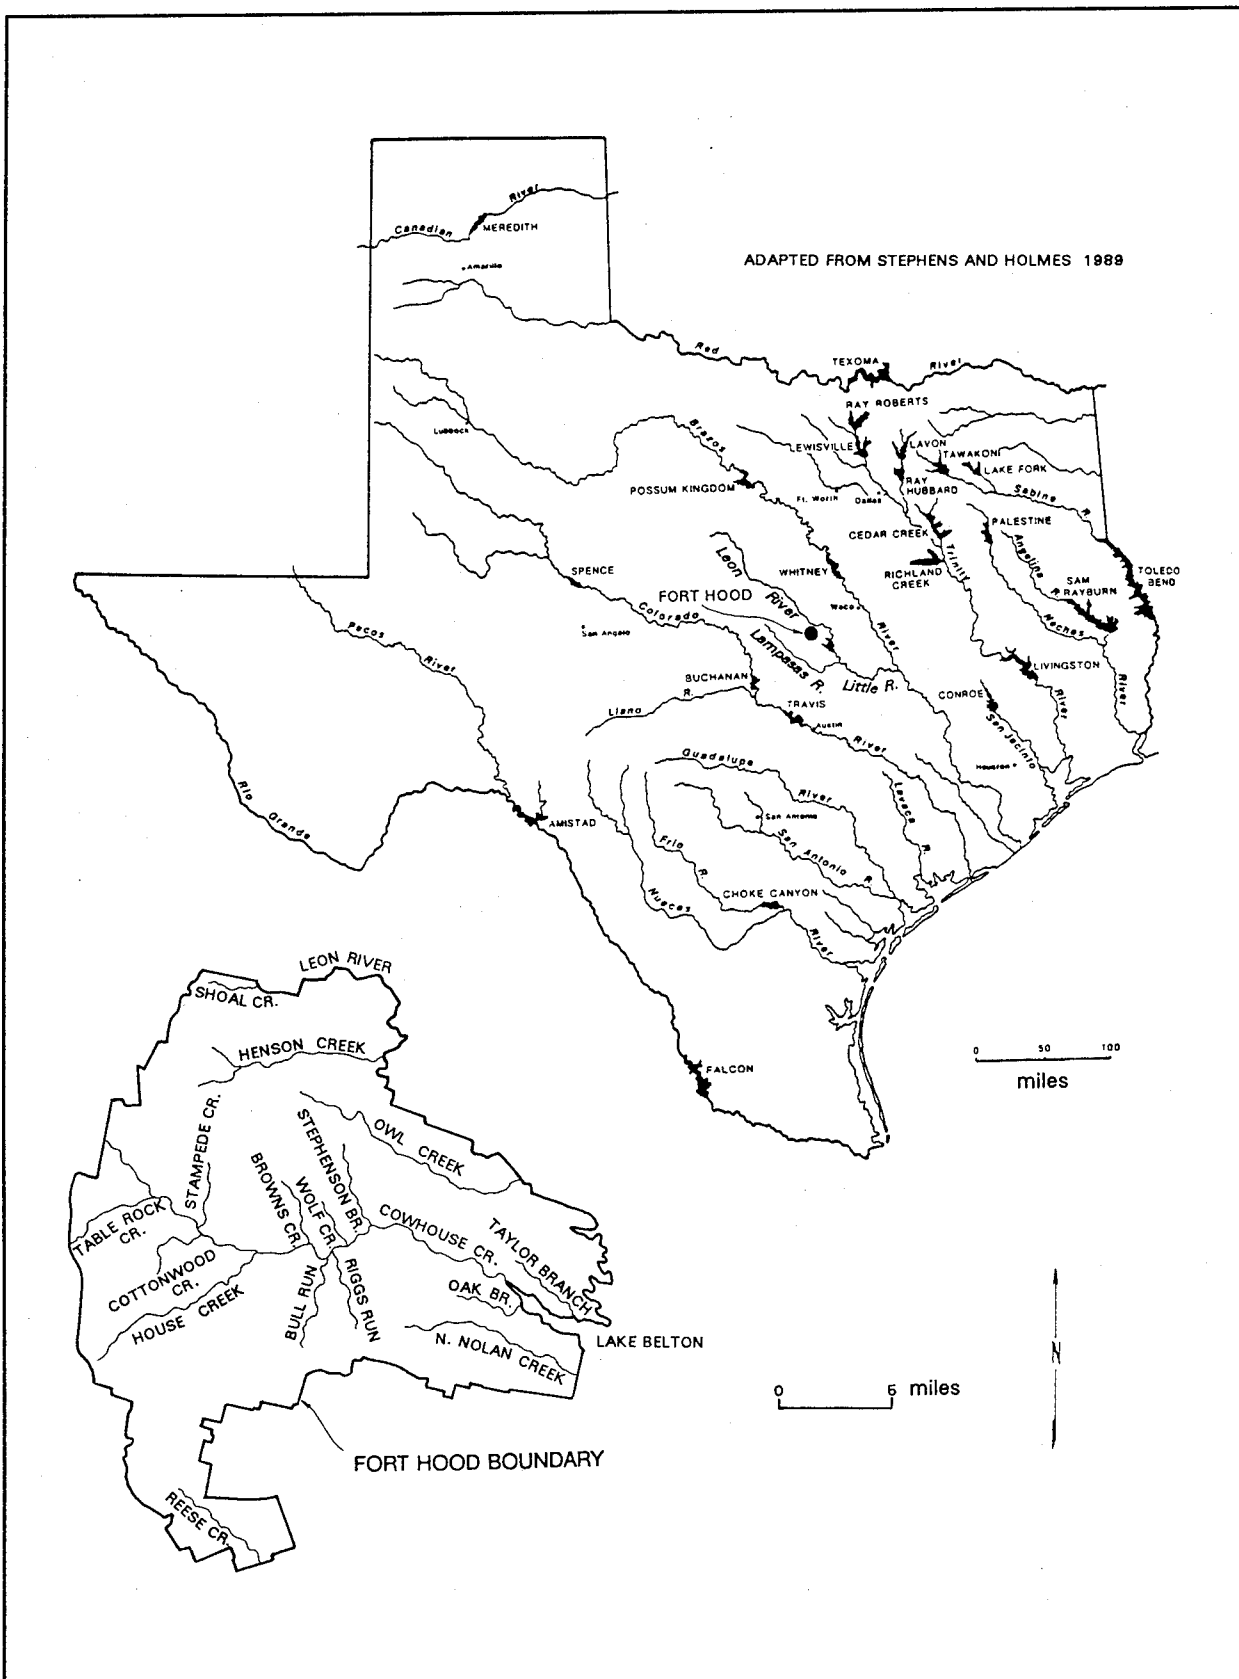 River
Canadian
MEREDITH
Amarillo
ADAPTED FROM STEPHENS AND HOLMES 1989
Red
TEXOMA
River
RAY ROBERTS
Lubbock
Brazos
LEWISVILLE
LAVON
TAWAKONI
LAKE FORK
POSSUM KINGDOM
Ft. Worth
Dallas
RAY
HUBBARD
Sabine
R.
CEDAR CREEK
PALESTINE
Leon
River
WHITNEY
RICHLAND
CREEK
Trinity
Angelina
TOLEDO
BEND
SPENCE
FORT HOOD
SAM
RAYBURN
Waco
Colorado
San Angelo
Pecos
River
Neches
River
Lampasas R.
Little R.
River
LIVINGSTON
BUCHANAN
CONROE
River
Llano
R.
TRAVIS
Austin
River
San Jacinto
Guadalupe
River
Houston
Lavaca
R.
Rio
Grande
AMISTAD
San Antonio
San Antonio
R.
Frio
R.
CHOKE CANYON
Nueces
River
LEON RIVER
SHOAL CR.
HENSON CREEK
0 50 100
miles
FALCON
STAMPEDE CR.
OWL CREEK
STEPHENSON BR.
BROWNS CR.
WOLF CR.
COWHOUSE CR.
TAYLOR BRANCH
TABLE ROCK
CR.
COTTONWOOD
CR.
HOUSE CREEK
BULL RUN
RIGGS RUN
OAK BR.
N. NOLAN CREEK
LAKE BELTON
N
0 6 miles
FORT HOOD BOUNDARY
REESE CR.